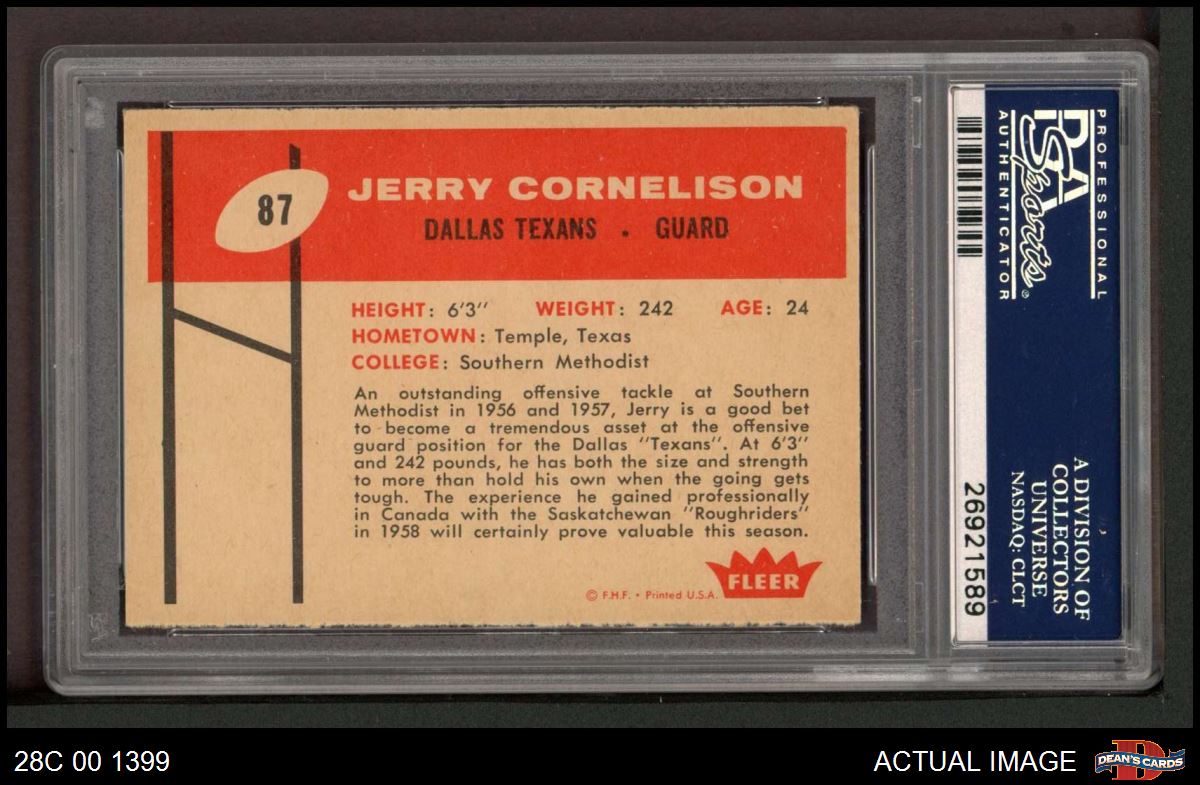 87
JERRY CORNELISON
DALLAS TEXANS . GUARD
HEIGHT: 6'3'' WEIGHT: 242 AGE: 24
HOMETOWN: Temple, Texas
COLLEGE: Southern Methodist
An outstanding offensive tackle at Southern
Methodist in 1956 and 1957, Jerry is a good bet
to become a tremendous asset at the offensive
guard position for the Dallas ''Texans''. At 6'3''
and 242 pounds, he has both the size and strength
to more than hold his own when the going gets
tough. The experience he gained professionally
in Canada with the Saskatchewan ''Roughriders''
in 1958 will certainly prove valuable this season.
FLEER
© F.H.F. • Printed U.S.A.
PROFESSIONAL
PSA
Sports®
AUTHENTICATOR
A DIVISION OF
COLLECTORS
UNIVERSE
NASDAQ: CLCT
26921589
28C 00 1399
ACTUAL IMAGE
D
DEAN'S CARDS